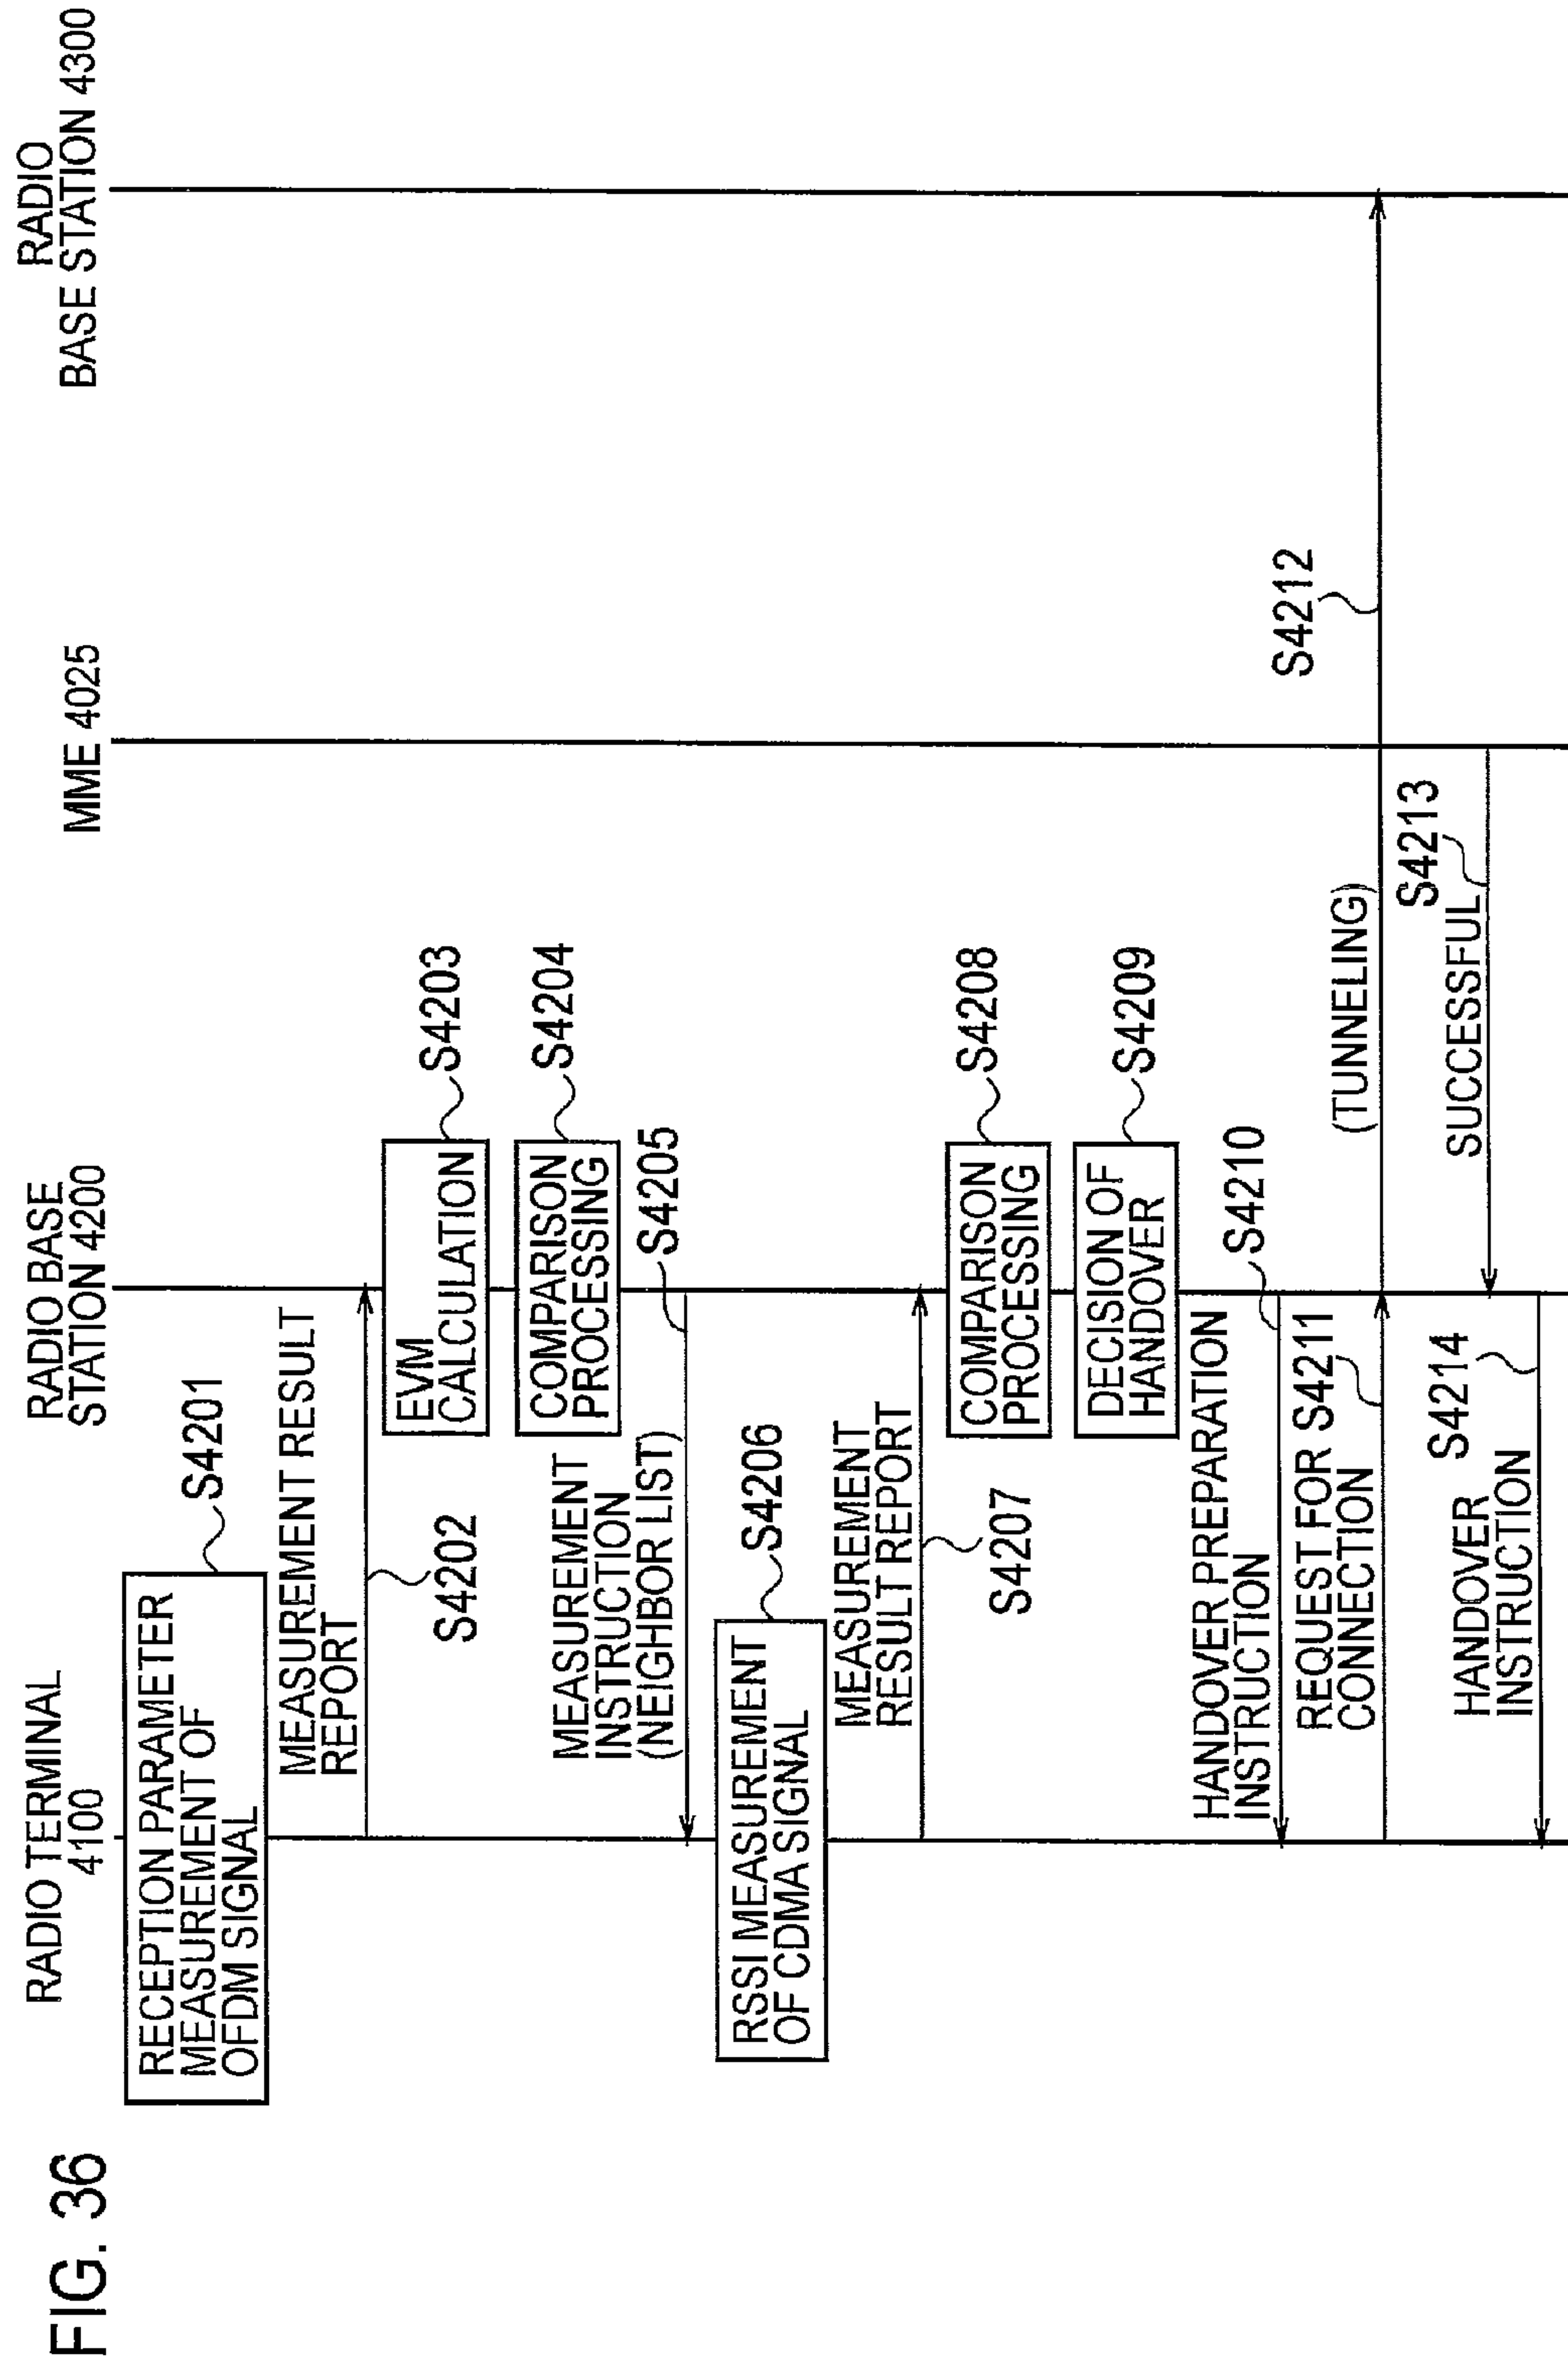 FIG. 36
RADIO TERMINAL
4100
RADIO BASE
STATION 4200
MME 4025
RADIO
BASE STATION 4300
RECEPTION PARAMETER
MEASUREMENT OF
OFDM SIGNAL
S4201
MEASUREMENT RESULT
REPORT
S4202
EVM
CALCULATION
S4203
COMPARISON
PROCESSING
S4204
MEASUREMENT
INSTRUCTION
(NEIGHBOR LIST)
S4205
RSSI MEASUREMENT
OF CDMA SIGNAL
S4206
MEASUREMENT
RESULT REPORT
S4207
COMPARISON
PROCESSING
S4208
DECISION OF
HANDOVER
S4209
HANDOVER PREPARATION
INSTRUCTION
S4210
REQUEST FOR
CONNECTION
S4211
(TUNNELING)
S4212
SUCCESSFUL
S4213
HANDOVER
INSTRUCTION
S4214